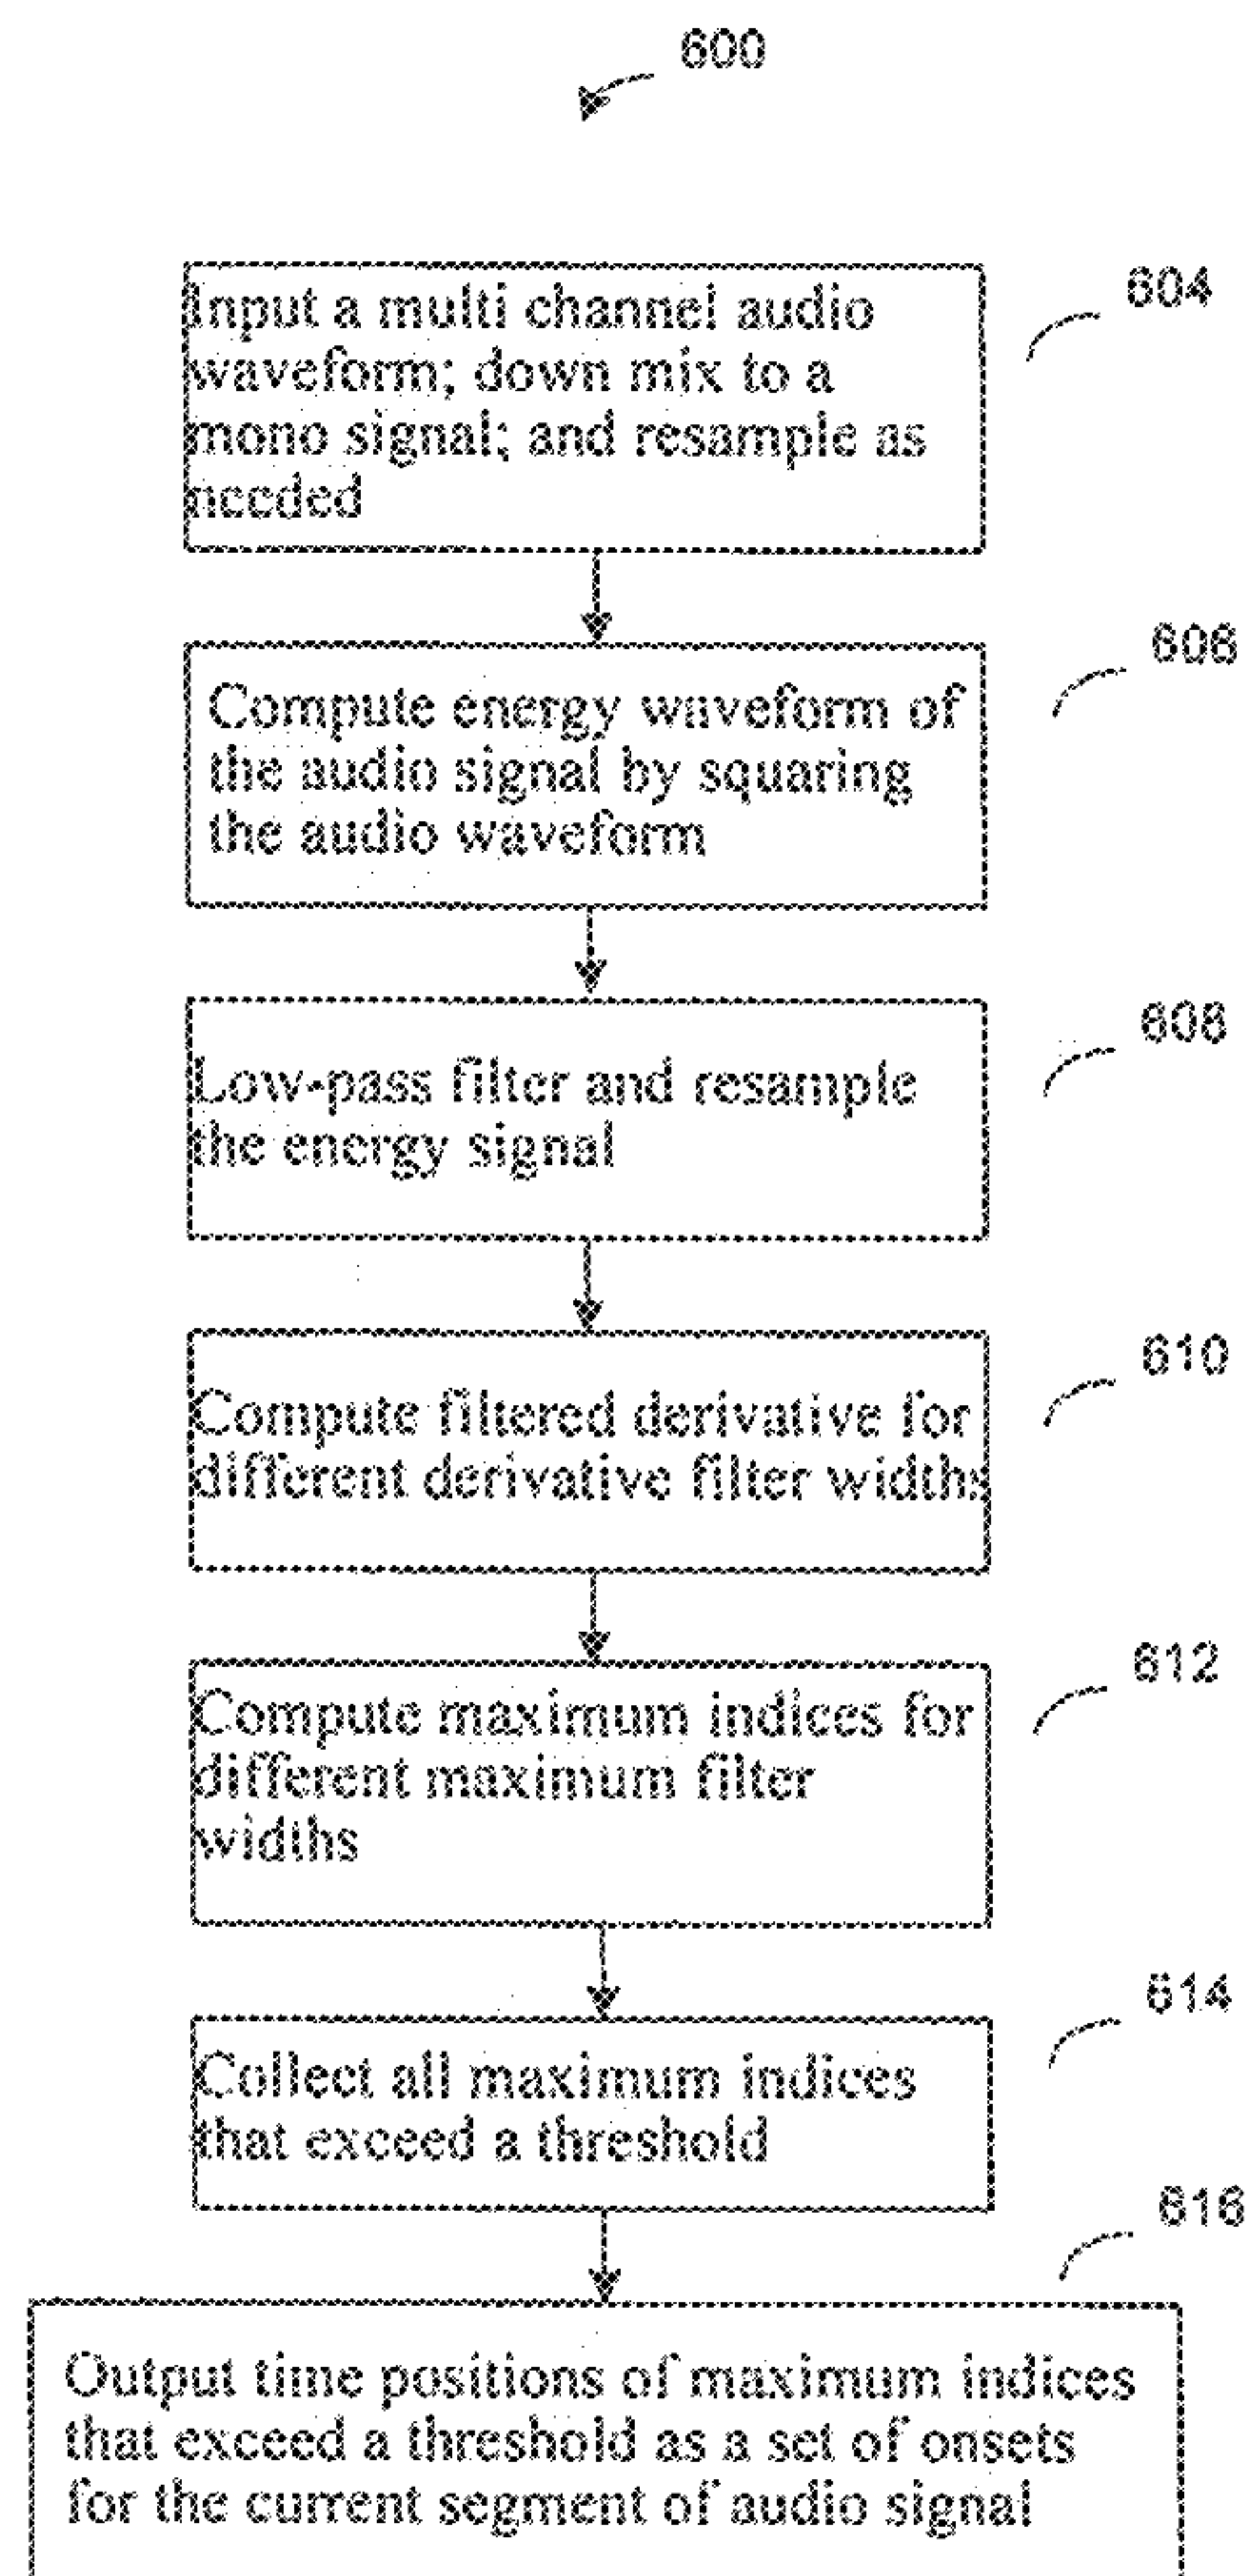 600
604
Input a multi channel audio
waveform; down mix to a
mono signal; and resample as
needed
606
Compute energy waveform of
the audio signal by squaring
the audio waveform
608
Low-pass filter and resample
the energy signal
610
Compute filtered derivative for
different derivative filter widths
612
Compute maximum indices for
different maximum filter
widths
614
Collect all maximum indices
that exceed a threshold
616
Output time positions of maximum indices
that exceed a threshold as a set of onsets
for the current segment of audio signal